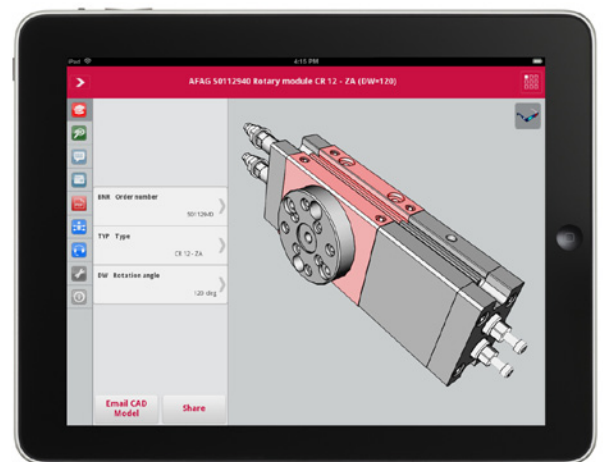 iPod
4:15 PM
AFAG 50112940 Rotary module CR 12 - ZA (DW=120)
BNR Order number
50112940
TYP Type
CR 12 - ZA
DW Rotation angle
120 deg
Email CAD
Model
Share